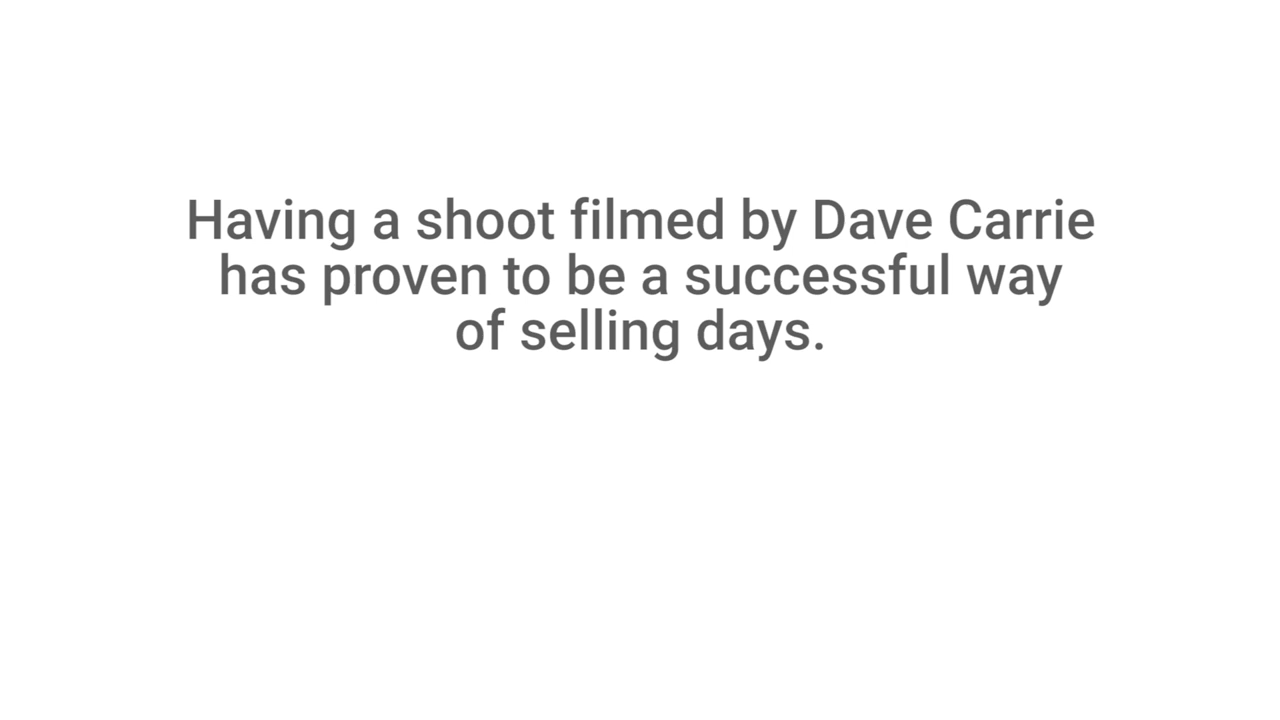 Having a shoot filmed by Dave Carrie
has proven to be a successful way
of selling days.